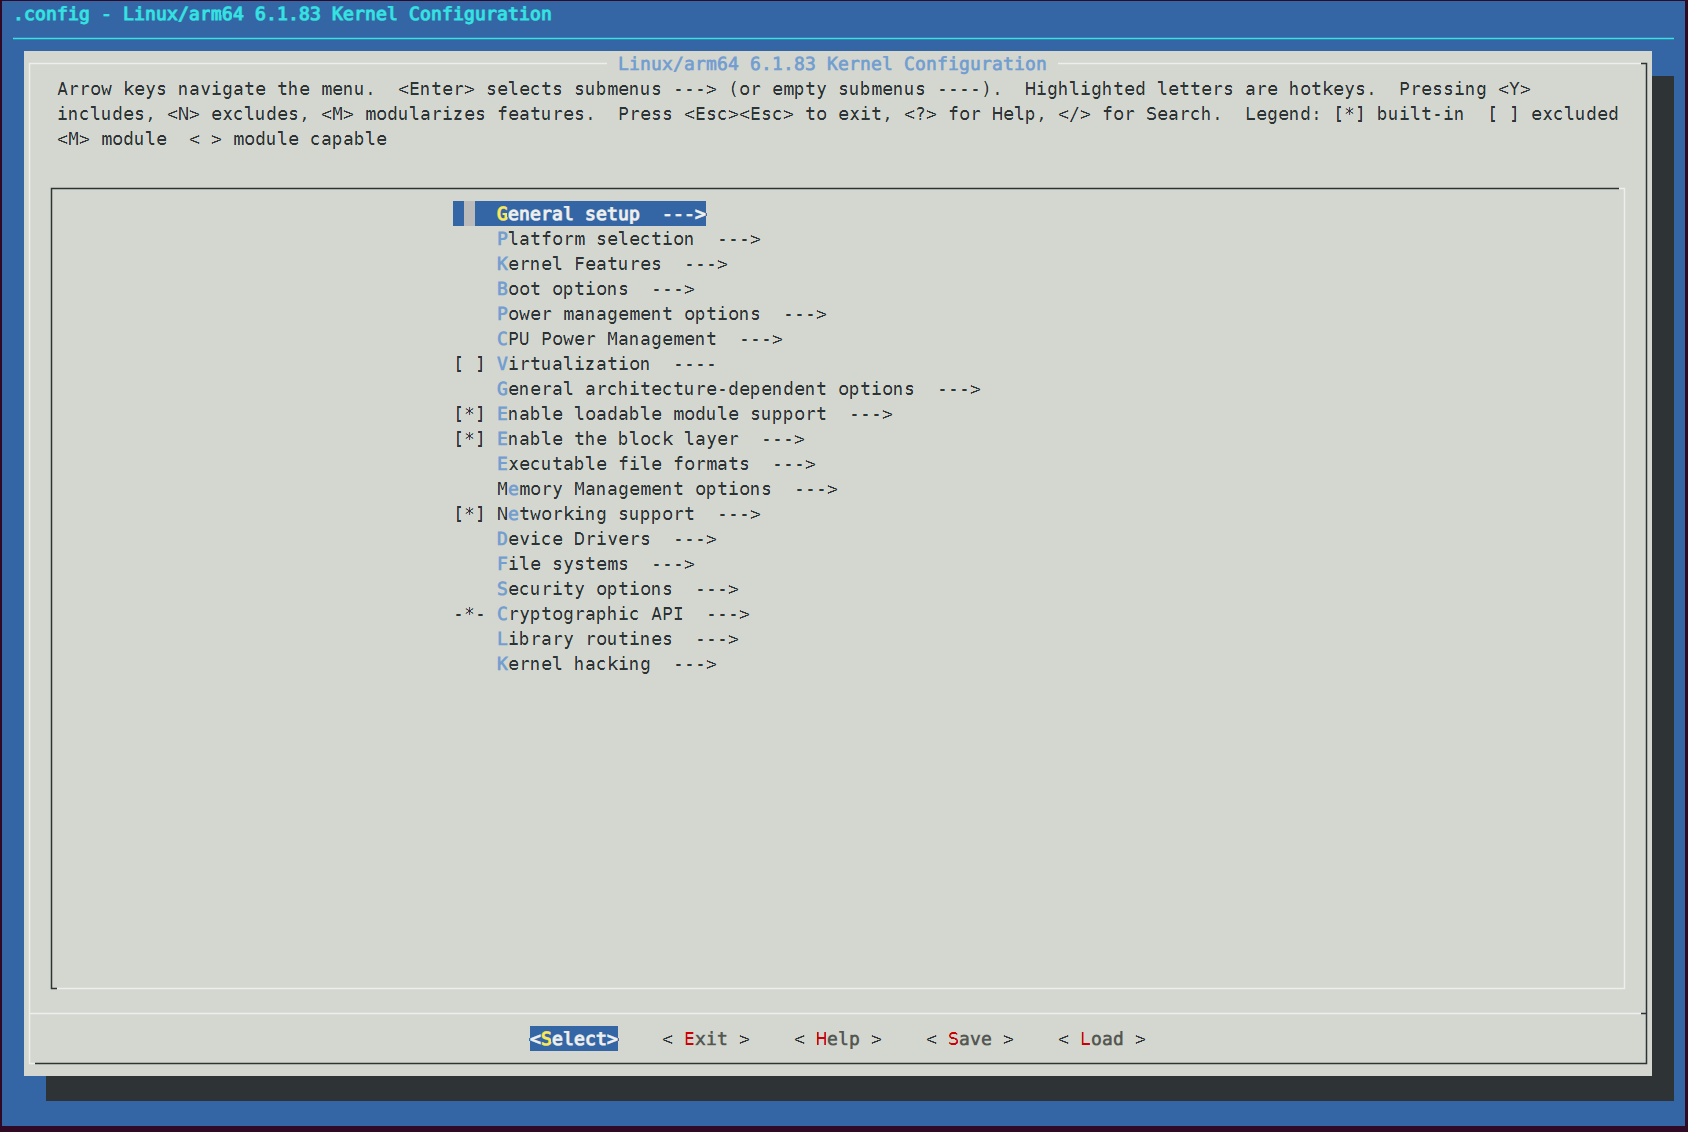 .config - Linux/arm64 6.1.83 Kernel Configuration
Linux/arm64 6.1.83 Kernel Configuration
Arrow keys navigate the menu.  <Enter> selects submenus ---> (or empty submenus ----).  Highlighted letters are hotkeys.  Pressing <Y>
includes, <N> excludes, <M> modularizes features.  Press <Esc><Esc> to exit, <?> for Help, </> for Search.  Legend: [*] built-in  [ ] excluded
<M> module  < > module capable
General setup  --->
Platform selection  --->
Kernel Features  --->
Boot options  --->
Power management options  --->
CPU Power Management  --->
[ ] Virtualization  ----
General architecture-dependent options  --->
[*] Enable loadable module support  --->
[*] Enable the block layer  --->
Executable file formats  --->
Memory Management options  --->
[*] Networking support  --->
Device Drivers  --->
File systems  --->
Security options  --->
-*- Cryptographic API  --->
Library routines  --->
Kernel hacking  --->
<Select>    < Exit >    < Help >    < Save >    < Load >